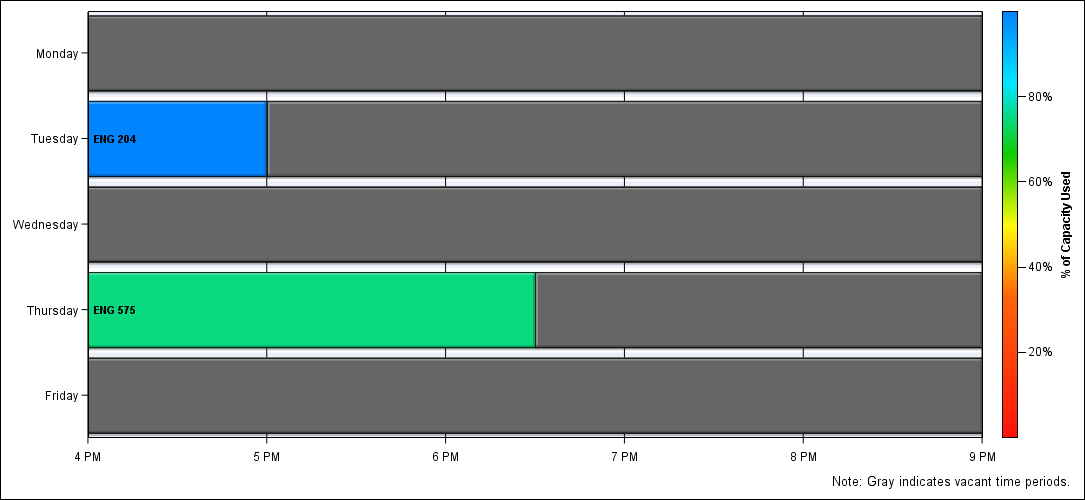 Monday
Tuesday
ENG 204
Wednesday
Thursday
ENG 575
Friday
4 PM
5 PM
6 PM
7 PM
8 PM
9 PM
80%
60%
40%
20%
% of Capacity Used
Note: Gray indicates vacant time periods.